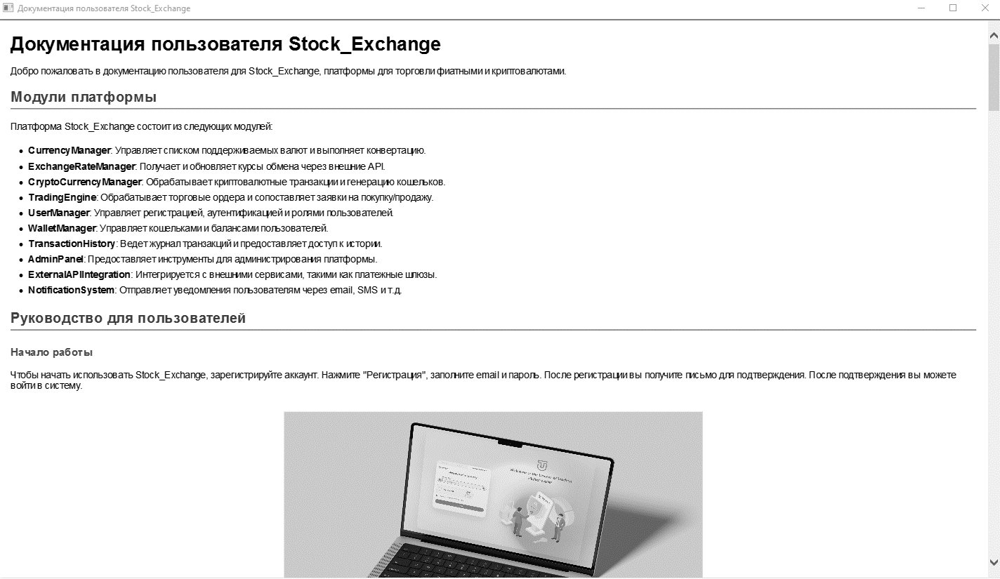 Документация пользователя Stock_Exchange
Документация пользователя Stock_Exchange
Добро пожаловать в документацию пользователя для Stock_Exchange, платформы для торговли фиатными и криптовалютами.
Модули платформы
Платформа Stock_Exchange состоит из следующих модулей:
• CurrencyManager: Управляет списком поддерживаемых валют и выполняет конвертацию.
• ExchangeRateManager: Получает и обновляет курсы обмена через внешние API.
• CryptoCurrencyManager: Обрабатывает криптовалютные транзакции и генерацию кошельков.
• TradingEngine: Обрабатывает торговые ордера и сопоставляет заявки на покупку/продажу.
• UserManager: Управляет регистрацией, аутентификацией и ролями пользователей.
• WalletManager: Управляет кошельками и балансами пользователей.
• TransactionHistory: Ведет журнал транзакций и предоставляет доступ к истории.
• AdminPanel: Предоставляет инструменты для администрирования платформы.
• ExternalAPIIntegration: Интегрируется с внешними сервисами, такими как платежные шлюзы.
• NotificationSystem: Отправляет уведомления пользователям через email, SMS и т.д.
Руководство для пользователей
Начало работы
Чтобы начать использовать Stock_Exchange, зарегистрируйте аккаунт. Нажмите "Регистрация", заполните email и пароль. После регистрации вы получите письмо для подтверждения. После подтверждения вы можете
войти в систему.